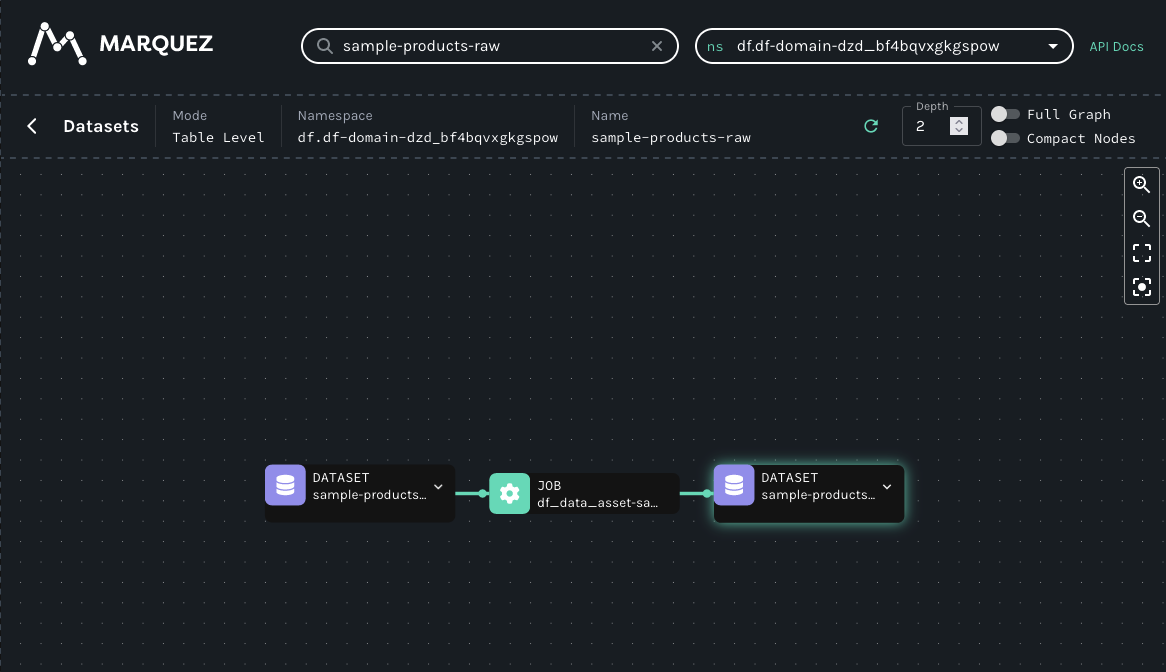 MARQUEZ
sample-products-raw
ns df.df-domain-dzd_bf4bqvxgkgspow
API Docs
Datasets
Mode
Table Level
Namespace
df.df-domain-dzd_bf4bqvxgkgspow
Name
sample-products-raw
Depth
2
Full Graph
Compact Nodes
DATASET
sample-products...
JOB
df_data_asset-sa...
DATASET
sample-products...